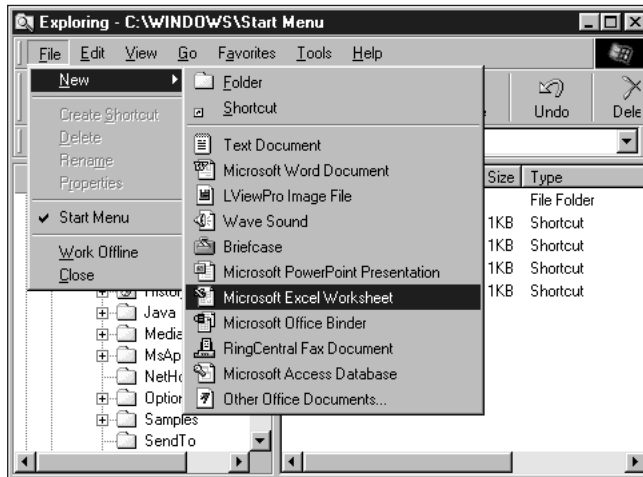 Exploring - C:\WINDOWS\Start Menu
File Edit View Go Favorites Tools Help
New
Create Shortcut
Delete
Rename
Properties
Start Menu
Work Offline
Close
Folder
Shortcut
Text Document
Microsoft Word Document
LViewPro Image File
Wave Sound
Briefcase
Microsoft PowerPoint Presentation
Microsoft Excel Worksheet
Microsoft Office Binder
RingCentral Fax Document
Microsoft Access Database
Other Office Documents...
Undo
Size Type
File Folder
1KB Shortcut
1KB Shortcut
1KB Shortcut
1KB Shortcut
Java
Samples
SendTo